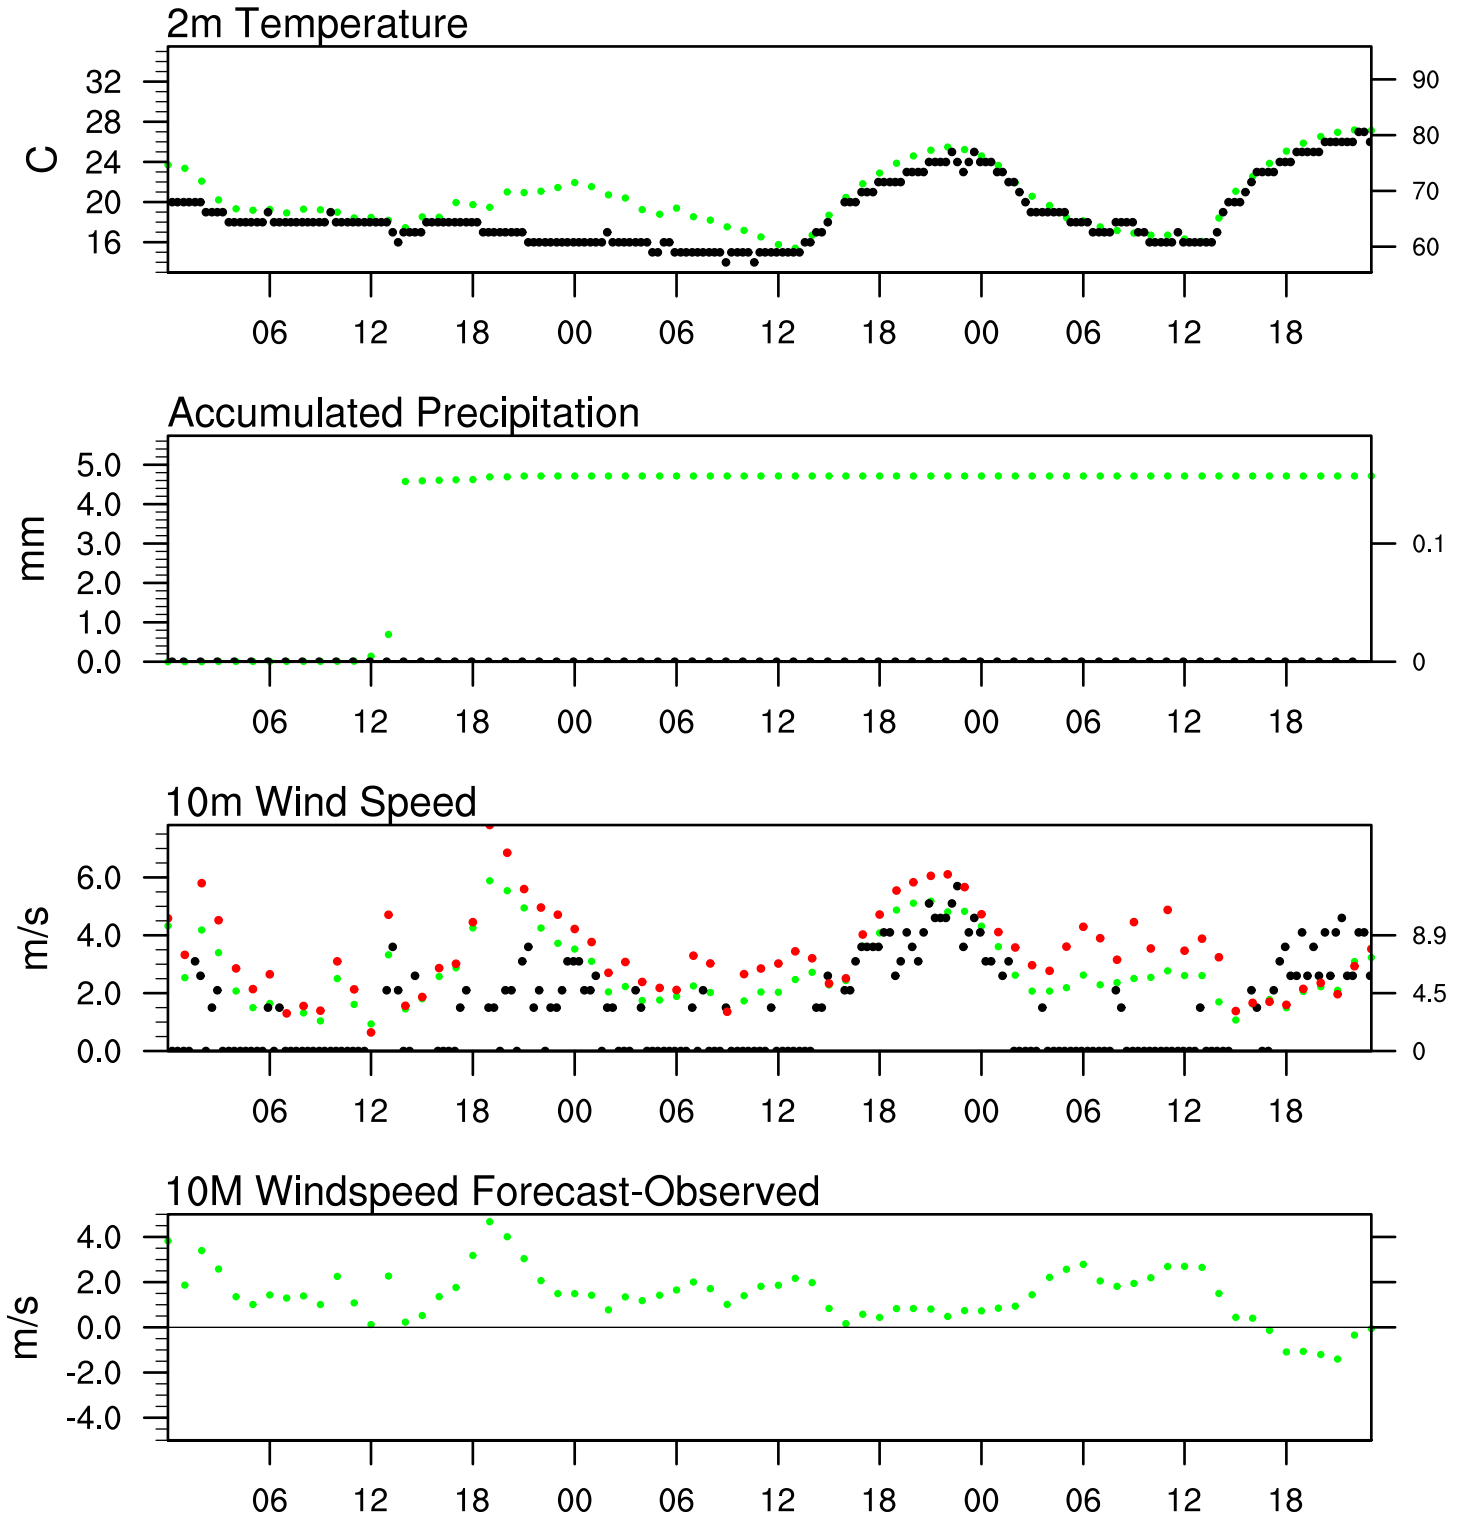 2m Temperature
32
28
24
20
16
C
90
80
70
60
06 12 18 00 06 12 18 00 06 12 18
Accumulated Precipitation
5.0
4.0
3.0
2.0
1.0
0.0
mm
0.1
0
06 12 18 00 06 12 18 00 06 12 18
10m Wind Speed
6.0
4.0
2.0
0.0
m/s
8.9
4.5
0
06 12 18 00 06 12 18 00 06 12 18
10M Windspeed Forecast-Observed
4.0
2.0
0.0
-2.0
-4.0
m/s
06 12 18 00 06 12 18 00 06 12 18